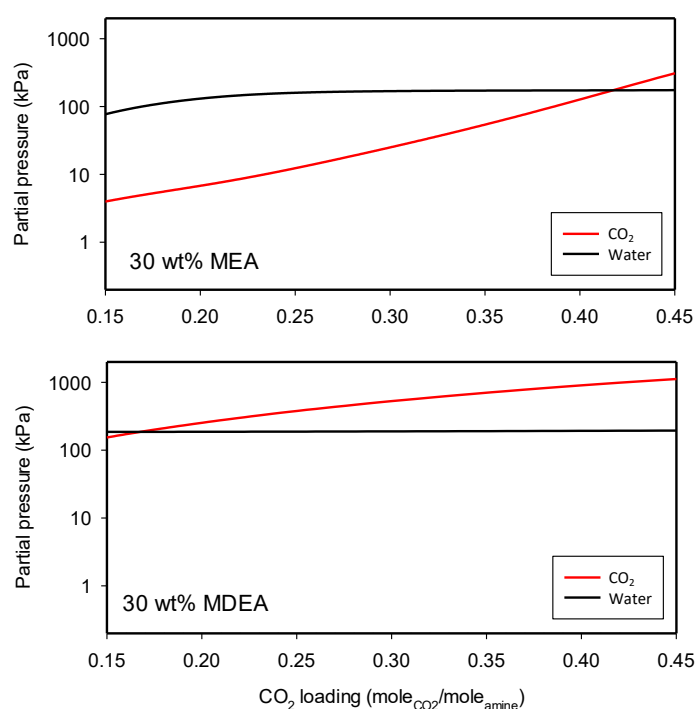 Partial pressure (kPa)
1000
100
10
1
CO₂
Water
30 wt% MEA
0.15 0.20 0.25 0.30 0.35 0.40 0.45
Partial pressure (kPa)
1000
100
10
1
CO₂
Water
30 wt% MDEA
0.15 0.20 0.25 0.30 0.35 0.40 0.45
CO₂ loading (mole_CO2/mole_amine)